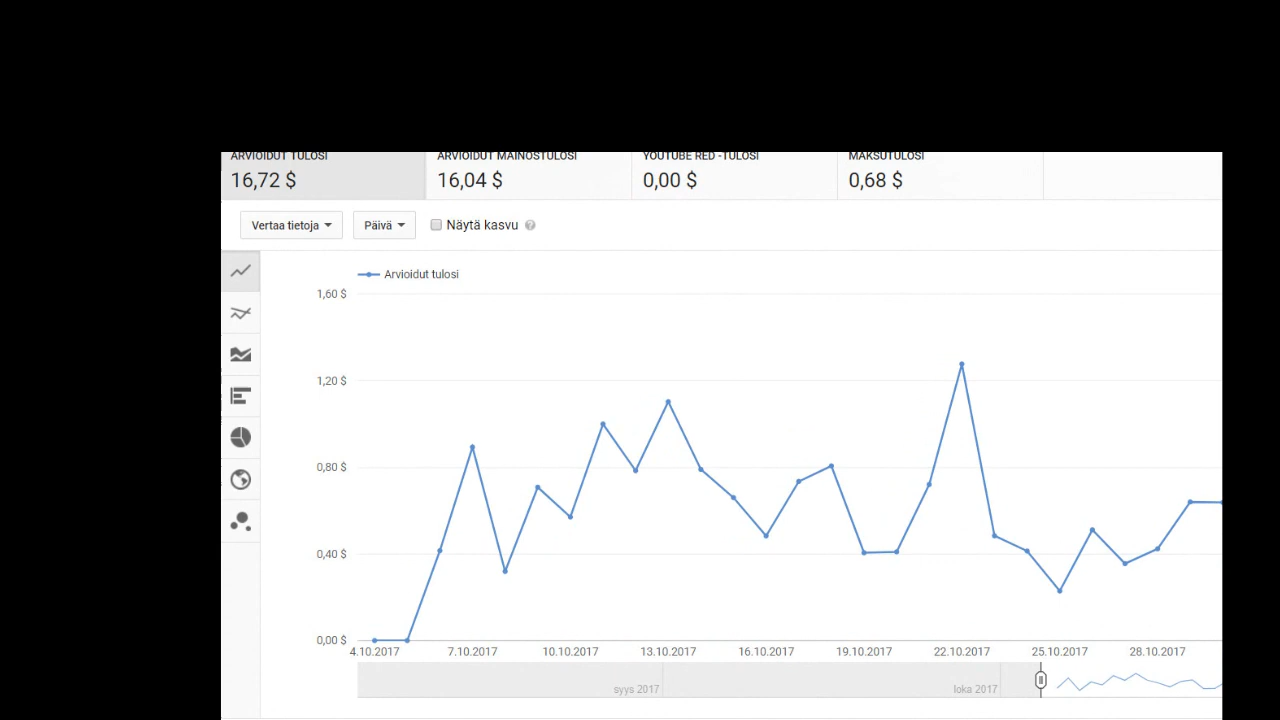 ARVIOIDUT TULOSI ARVIOIDUT MAINOSTULOSI YOUTUBE RED -TULOSI MAKSUTULOSI
16,72 $ 16,04 $ 0,00 $ 0,68 $
Vertaa tietoja Päivä Näytä kasvu ?
Arvioidut tulosi
1,60 $
1,20 $
0,80 $
0,40 $
0,00 $
4.10.2017 7.10.2017 10.10.2017 13.10.2017 16.10.2017 19.10.2017 22.10.2017 25.10.2017 28.10.2017
syys 2017 loka 2017